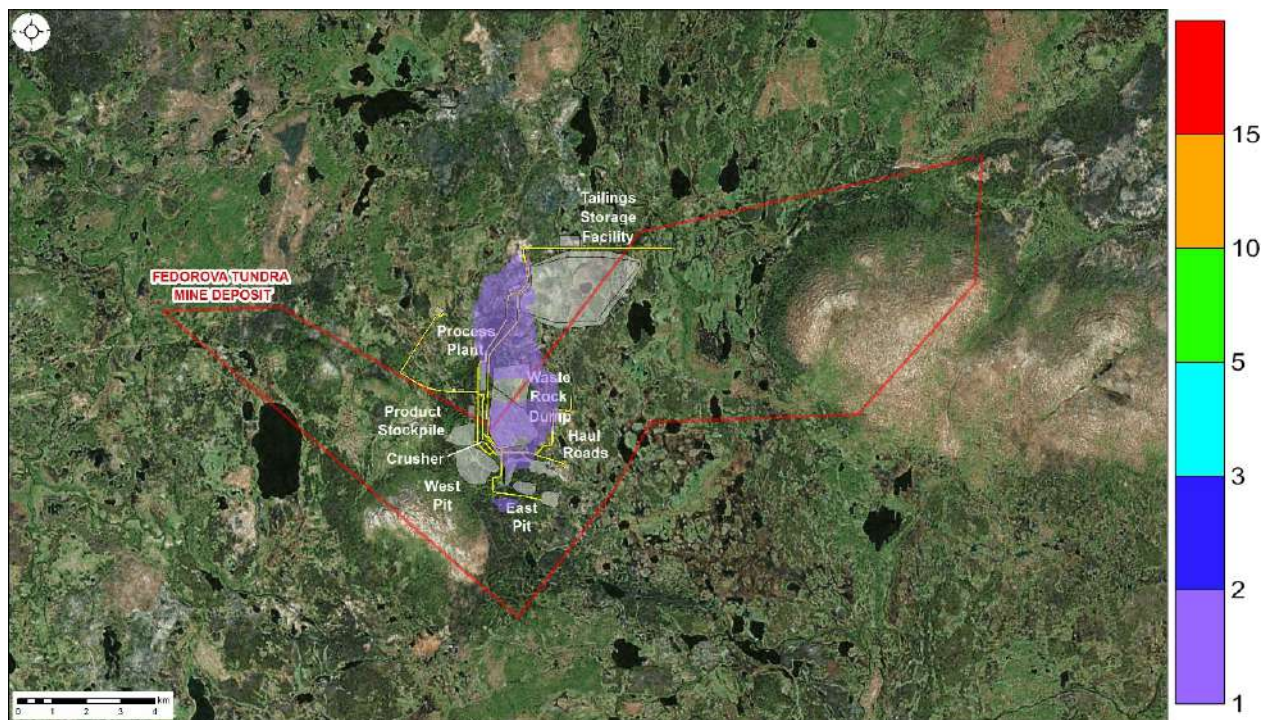 Tailings
Storage
Facility
FEDOROVA TUNDRA
MINE DEPOSIT
Process
Plant
Waste
Rock
Dump
Product
Stockpile
Haul
Roads
Crusher
West
Pit
East
Pit
15
10
5
3
2
1
km
0 1 2 3 4